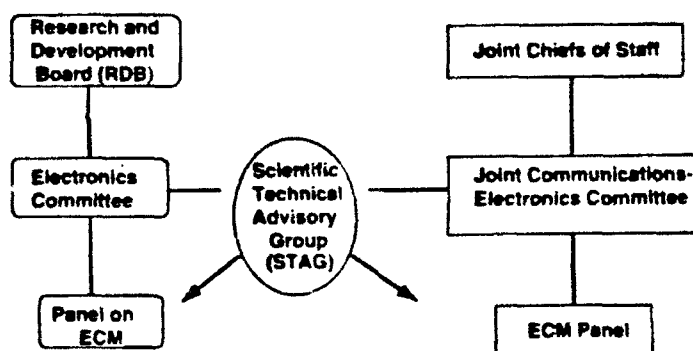 Research and
Development
Board (RDB)
Joint Chiefs of Staff
Electronics
Committee
Scientific
Technical
Advisory
Group
(STAG)
Joint Communications-
Electronics Committee
Panel on
ECM
ECM Panel